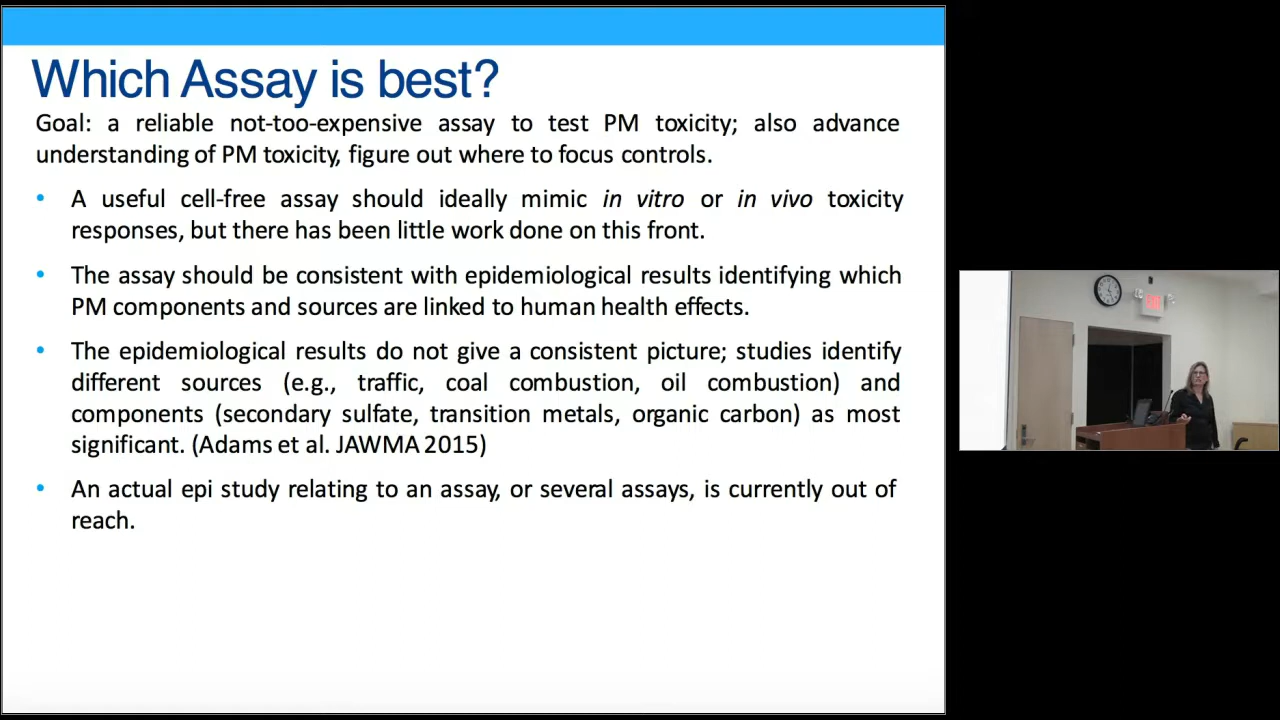 Which Assay is best?
Goal: a reliable not-too-expensive assay to test PM toxicity; also advance
understanding of PM toxicity, figure out where to focus controls.
• A useful cell-free assay should ideally mimic in vitro or in vivo toxicity
responses, but there has been little work done on this front.
• The assay should be consistent with epidemiological results identifying which
PM components and sources are linked to human health effects.
• The epidemiological results do not give a consistent picture; studies identify
different sources (e.g., traffic, coal combustion, oil combustion) and
components (secondary sulfate, transition metals, organic carbon) as most
significant. (Adams et al. JAWMA 2015)
• An actual epi study relating to an assay, or several assays, is currently out of
reach.